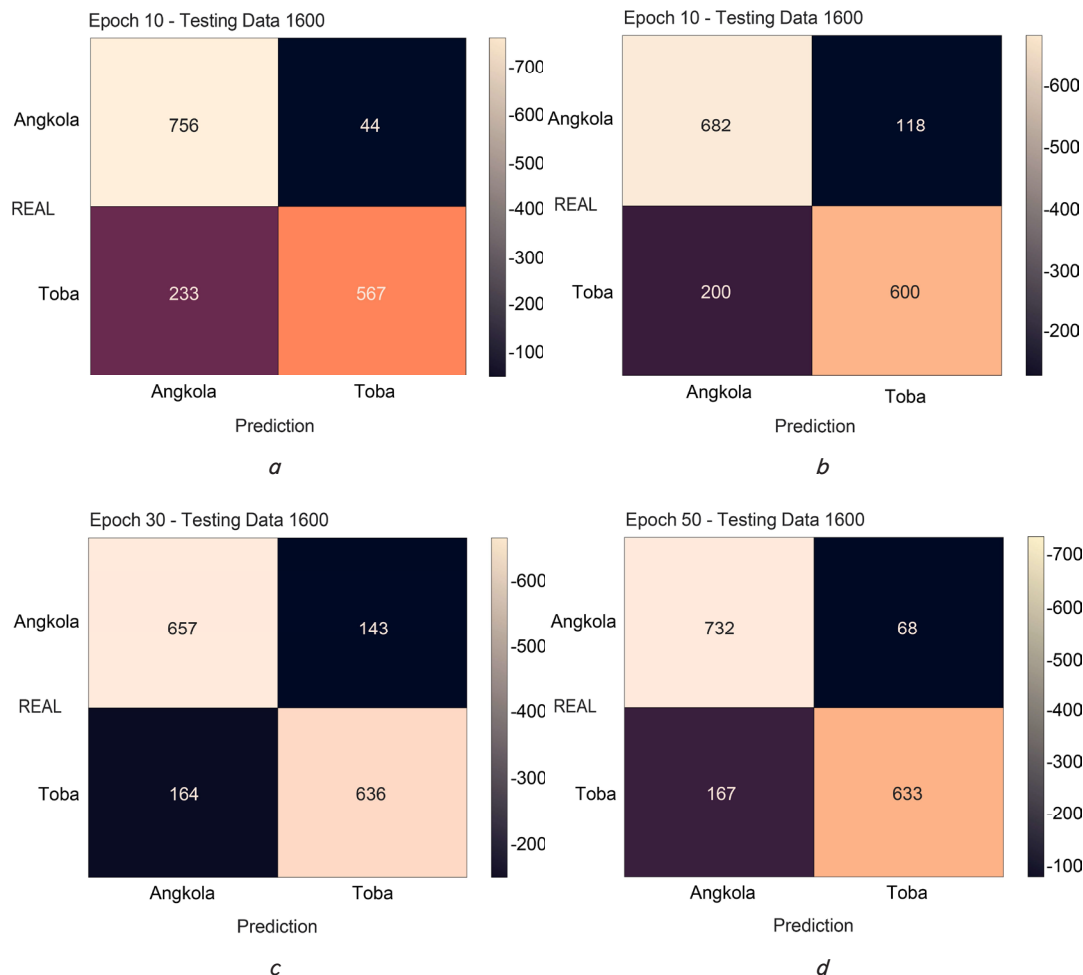 Epoch 10 - Testing Data 1600
Angkola
REAL
Toba
756
44
233
567
Angkola
Toba
Prediction
-700
-600
-500
-400
-300
-200
-100
a
Epoch 10 - Testing Data 1600
Angkola
REAL
Toba
682
118
200
600
Angkola
Toba
Prediction
-600
-500
-400
-300
-200
b
Epoch 30 - Testing Data 1600
Angkola
REAL
Toba
657
143
164
636
Angkola
Toba
Prediction
-600
-500
-400
-300
-200
c
Epoch 50 - Testing Data 1600
Angkola
REAL
Toba
732
68
167
633
Angkola
Toba
Prediction
-700
-600
-500
-400
-300
-200
-100
d